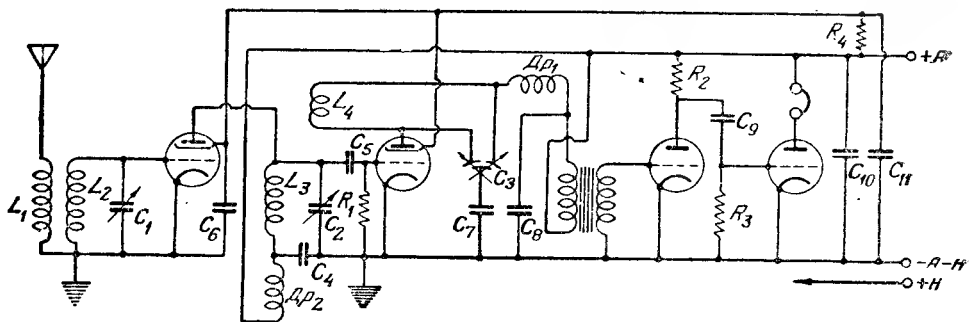 R₄
+A
Др₁
R₂
L₄
C₉
C₅
C₃
L₁
L₂
C₁
C₆
L₃
R₁
C₂
C₇
C₈
R₃
C₁₀
C₁₁
C₄
Др₂
-А-Н
+Н